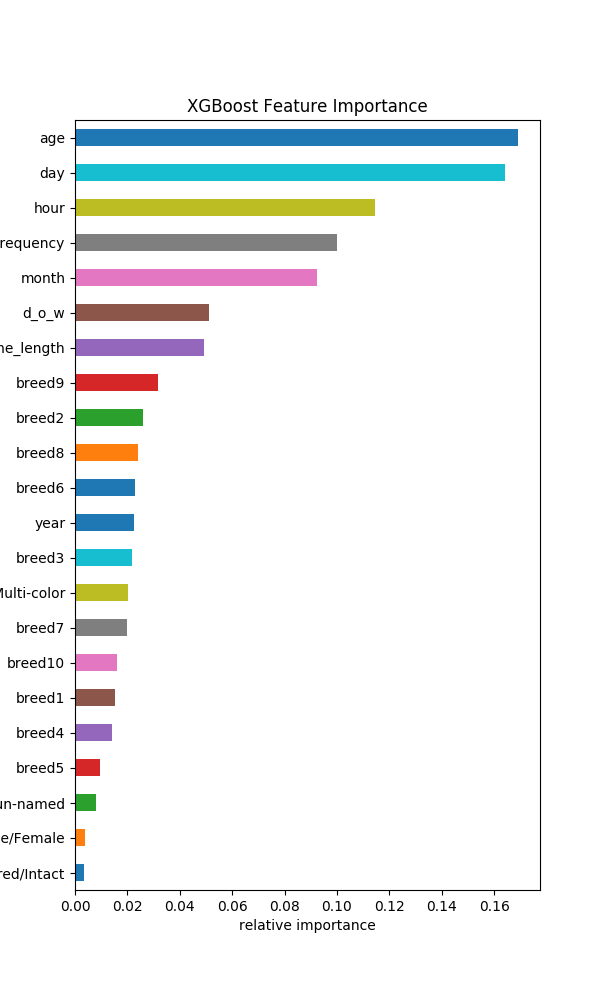 XGBoost Feature Importance
age
day
hour
requency
month
d_o_w
ne_length
breed9
breed2
breed8
breed6
year
breed3
Multi-color
breed7
breed10
breed1
breed4
breed5
un-named
e/Female
red/Intact
0.00 0.02 0.04 0.06 0.08 0.10 0.12 0.14 0.16
relative importance